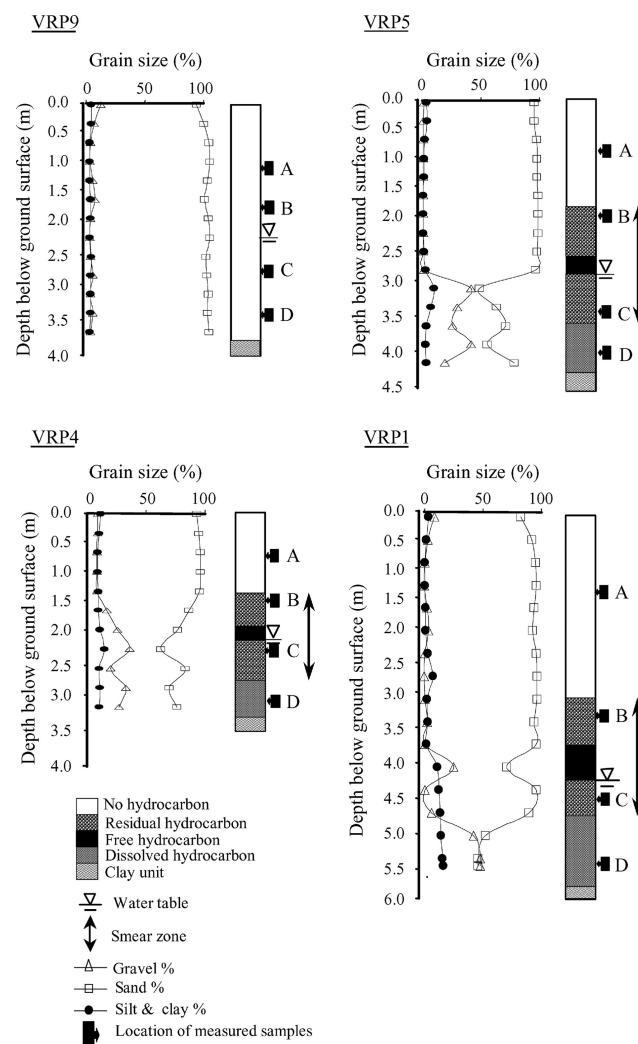 VRP9
Grain size (%)
0 50 100
Depth below ground surface (m)
0.0
0.5
1.0
1.5
2.0
2.5
3.0
3.5
4.0
A
B
C
D
VRP5
Grain size (%)
0 50 100
Depth below ground surface (m)
0.0
0.5
1.0
1.5
2.0
2.5
3.0
3.5
4.0
4.5
A
B
C
D
VRP4
Grain size (%)
0 50 100
Depth below ground surface (m)
0.0
0.5
1.0
1.5
2.0
2.5
3.0
3.5
4.0
A
B
C
D
VRP1
Grain size (%)
0 50 100
Depth below ground surface (m)
0.0
0.5
1.0
1.5
2.0
2.5
3.0
3.5
4.0
4.5
5.0
5.5
6.0
A
B
C
D
No hydrocarbon
Residual hydrocarbon
Free hydrocarbon
Dissolved hydrocarbon
Clay unit
Water table
Smear zone
Gravel %
Sand %
Silt & clay %
Location of measured samples